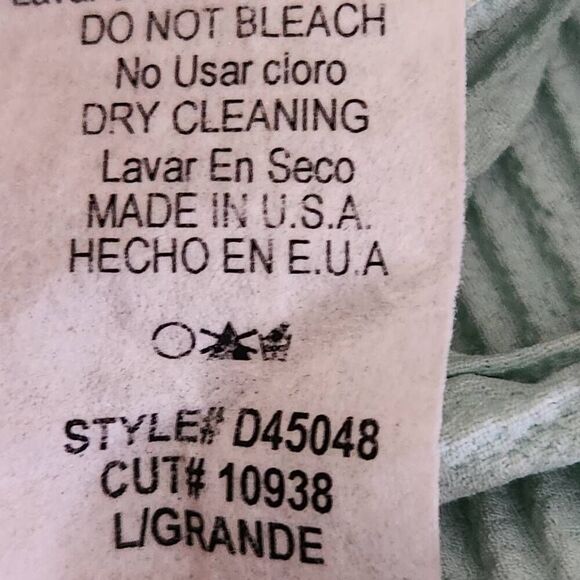 DO NOT BLEACH
No Usar cloro
DRY CLEANING
Lavar En Seco
MADE IN U.S.A.
HECHO EN E.U.A
STYLE# D45048
CUT# 10938
L/GRANDE